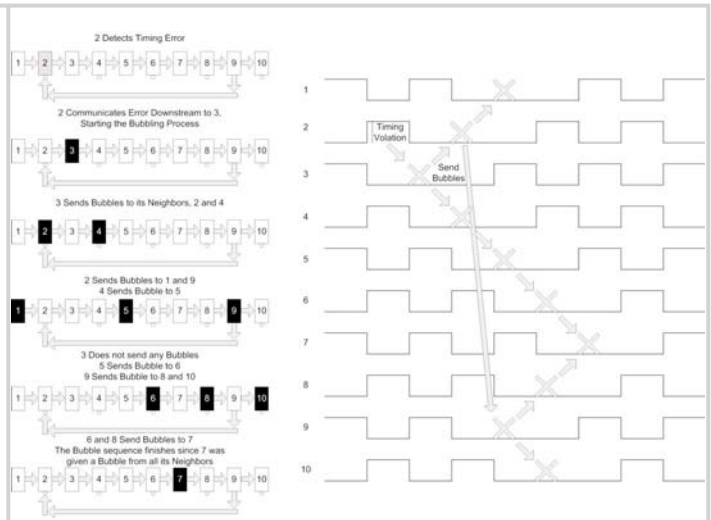 2 Detects Timing Error
1 2 3 4 5 6 7 8 9 10
2 Communicates Error Downstream to 3,
Starting the Bubbling Process
1 2 3 4 5 6 7 8 9 10
3 Sends Bubbles to its Neighbors, 2 and 4
1 2 3 4 5 6 7 8 9 10
2 Sends Bubbles to 1 and 9
4 Sends Bubble to 5
1 2 3 4 5 6 7 8 9 10
3 Does not send any Bubbles
5 Sends Bubble to 6
9 Sends Bubble to 8 and 10
1 2 3 4 5 6 7 8 9 10
6 and 8 Send Bubbles to 7
The Bubble sequence finishes since 7 was
given a Bubble from all its Neighbors
1 2 3 4 5 6 7 8 9 10
1
2
Timing
Volation
3
Send
Bubbles
4
5
6
7
8
9
10